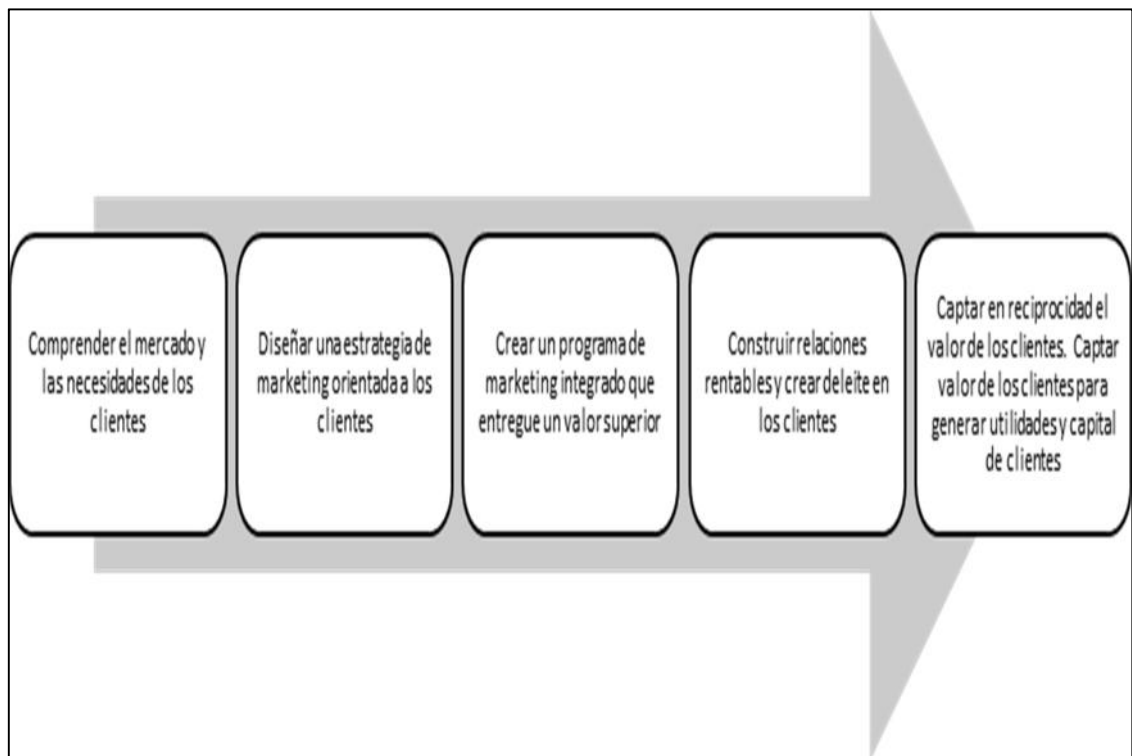 Comprender el mercado y
las necesidades de los
clientes
Diseñar una estrategia de
marketing orientada a los
clientes
Crear un programa de
marketing integrado que
entregue un valor superior
Construir relaciones
rentables y crear deleite en
los clientes
Captar en reciprocidad el
valor de los clientes. Captar
valor de los clientes para
generar utilidades y capital
de clientes